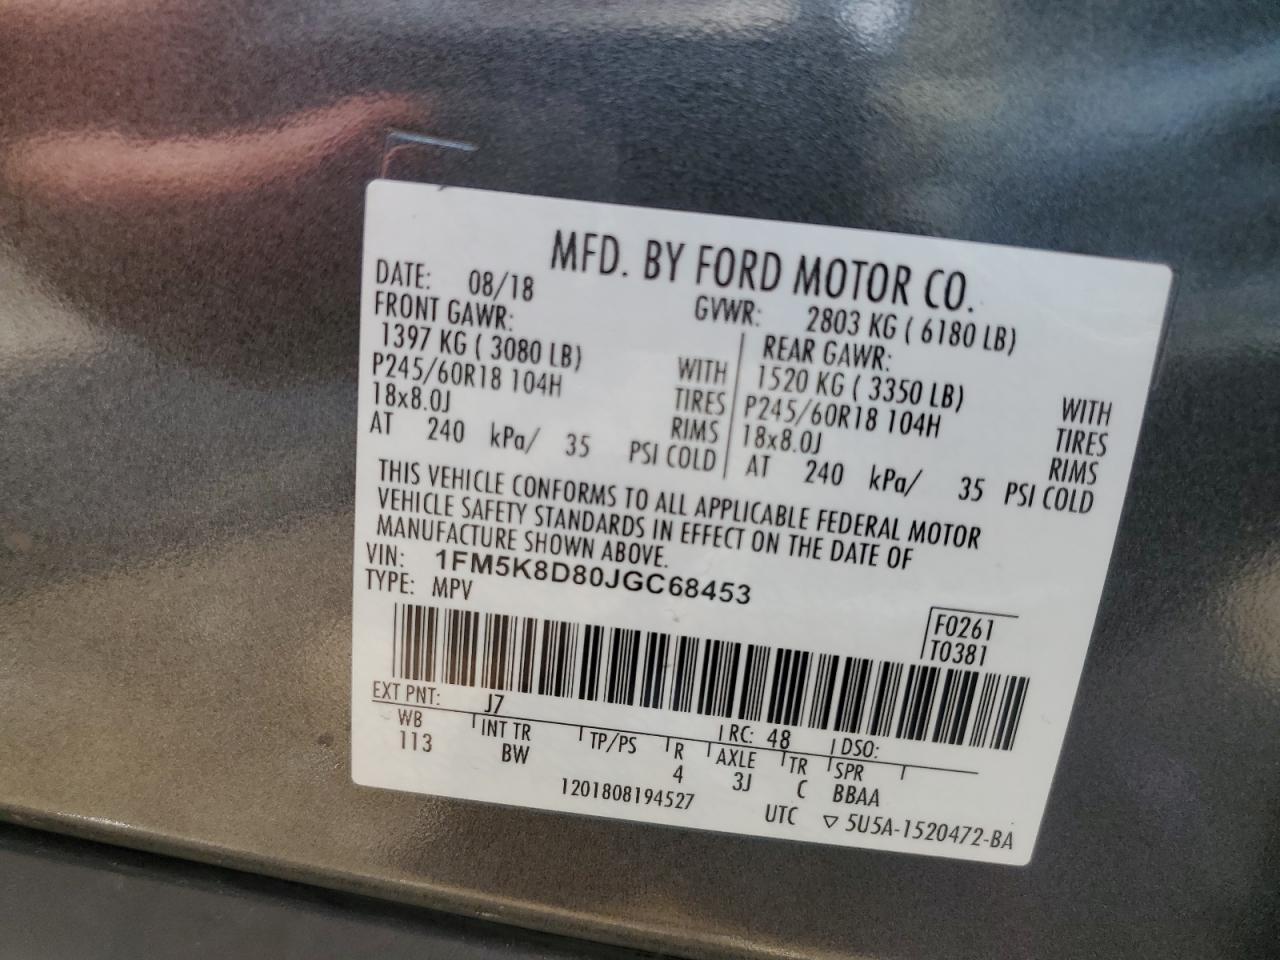 MFD. BY FORD MOTOR CO.
DATE: 08/18 GVWR: 2803 KG ( 6180 LB)
FRONT GAWR: REAR GAWR:
1397 KG ( 3080 LB) WITH 1520 KG ( 3350 LB) WITH
P245/60R18 104H TIRES P245/60R18 104H TIRES
18x8.0J RIMS 18x8.0J RIMS
AT 240 kPa/ 35 PSI COLD AT 240 kPa/ 35 PSI COLD
THIS VEHICLE CONFORMS TO ALL APPLICABLE FEDERAL MOTOR
VEHICLE SAFETY STANDARDS IN EFFECT ON THE DATE OF
MANUFACTURE SHOWN ABOVE.
VIN: 1FM5K8D80JGC68453
TYPE: MPV
F0261
T0381
EXT PNT: J7 RC: 48 DSO:
WB INT TR TP/PS R AXLE TR SPR
113 BW 4 3J C BBAA
1201808194527 UTC ▽ 5U5A-1520472-BA